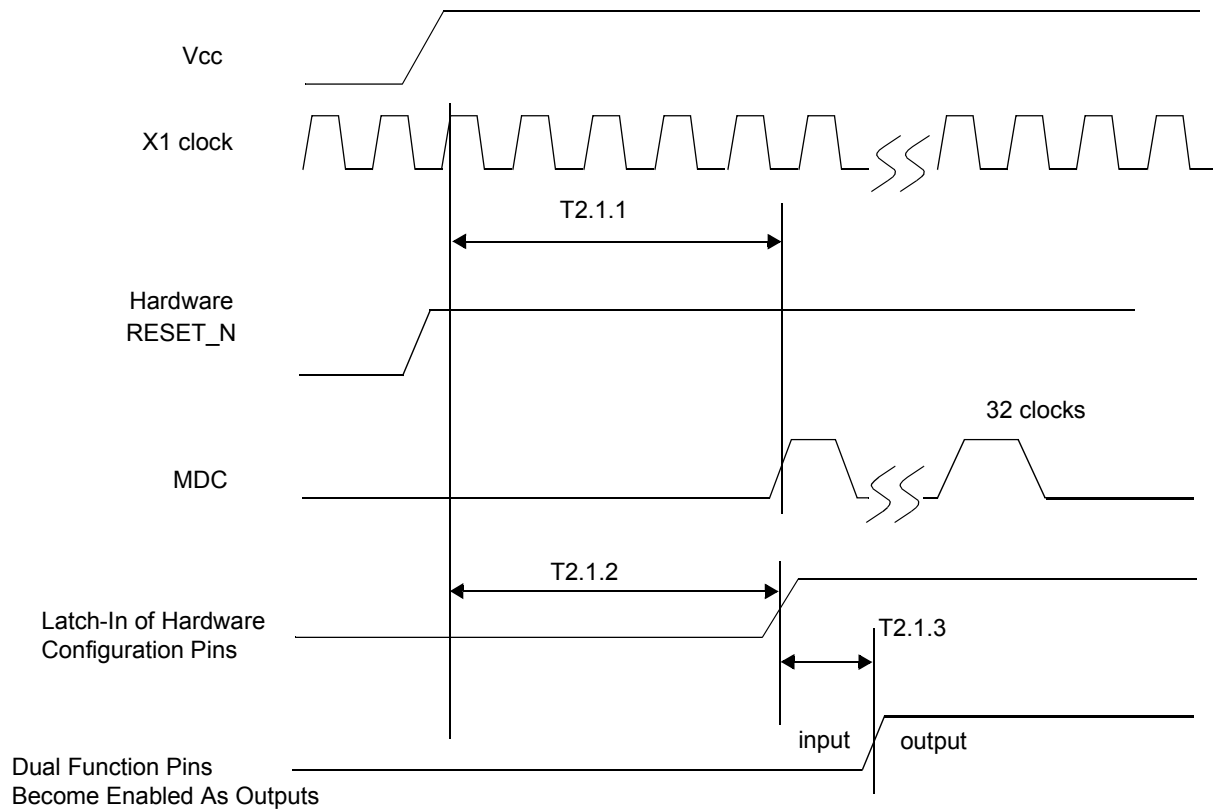 Vcc
X1 clock
T2.1.1
Hardware
RESET_N
32 clocks
MDC
T2.1.2
Latch-In of Hardware
Configuration Pins
T2.1.3
input
output
Dual Function Pins
Become Enabled As Outputs